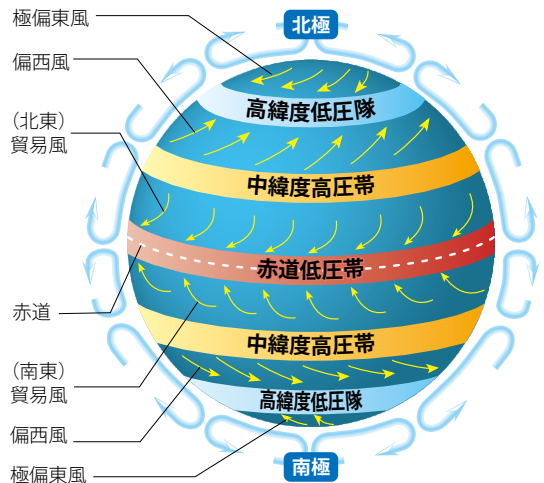 極偏東風
北極
偏西風
高緯度低圧隊
（北東）
貿易風
中緯度高圧帯
赤道低圧帯
赤道
中緯度高圧帯
（南東）
貿易風
高緯度低圧隊
偏西風
極偏東風
南極